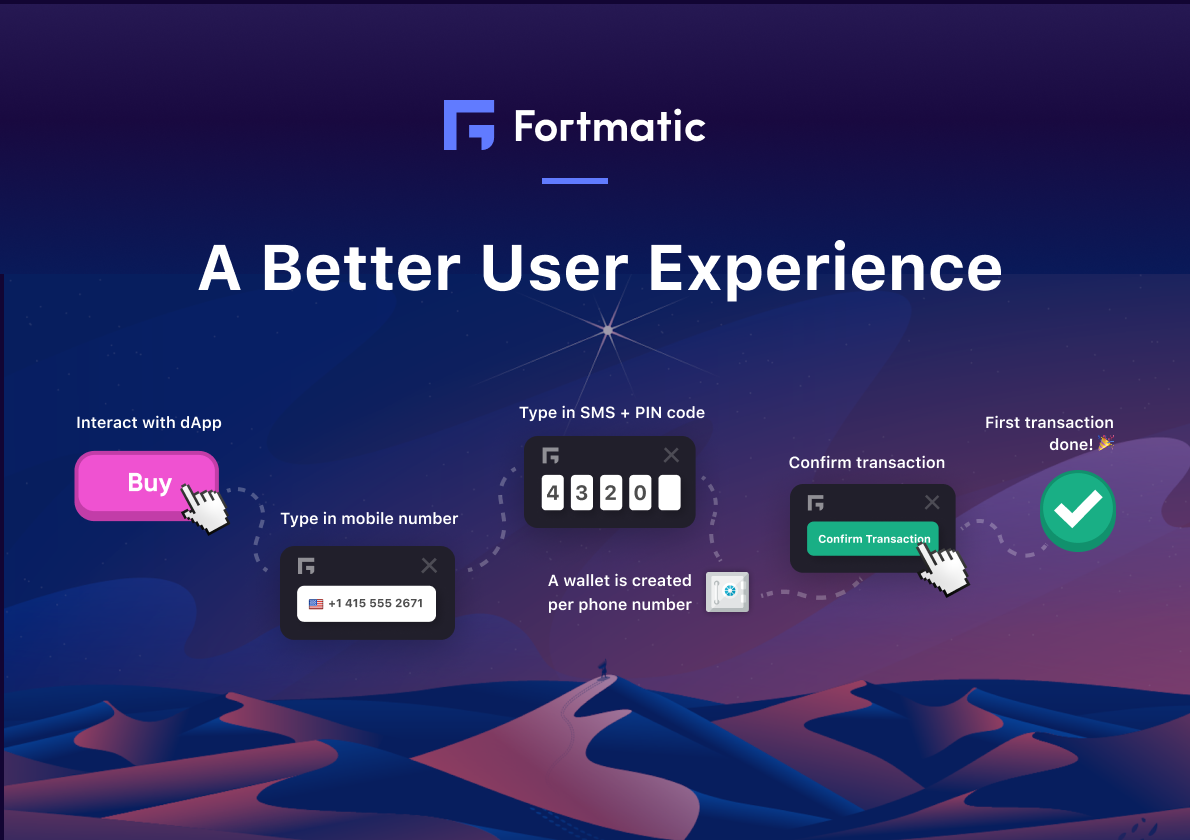 Fortmatic
A Better User Experience
Interact with dApp
Buy
Type in mobile number
+1 415 555 2671
Type in SMS + PIN code
4 3 2 0
A wallet is created
per phone number
Confirm transaction
Confirm Transaction
First transaction
done! 🎉